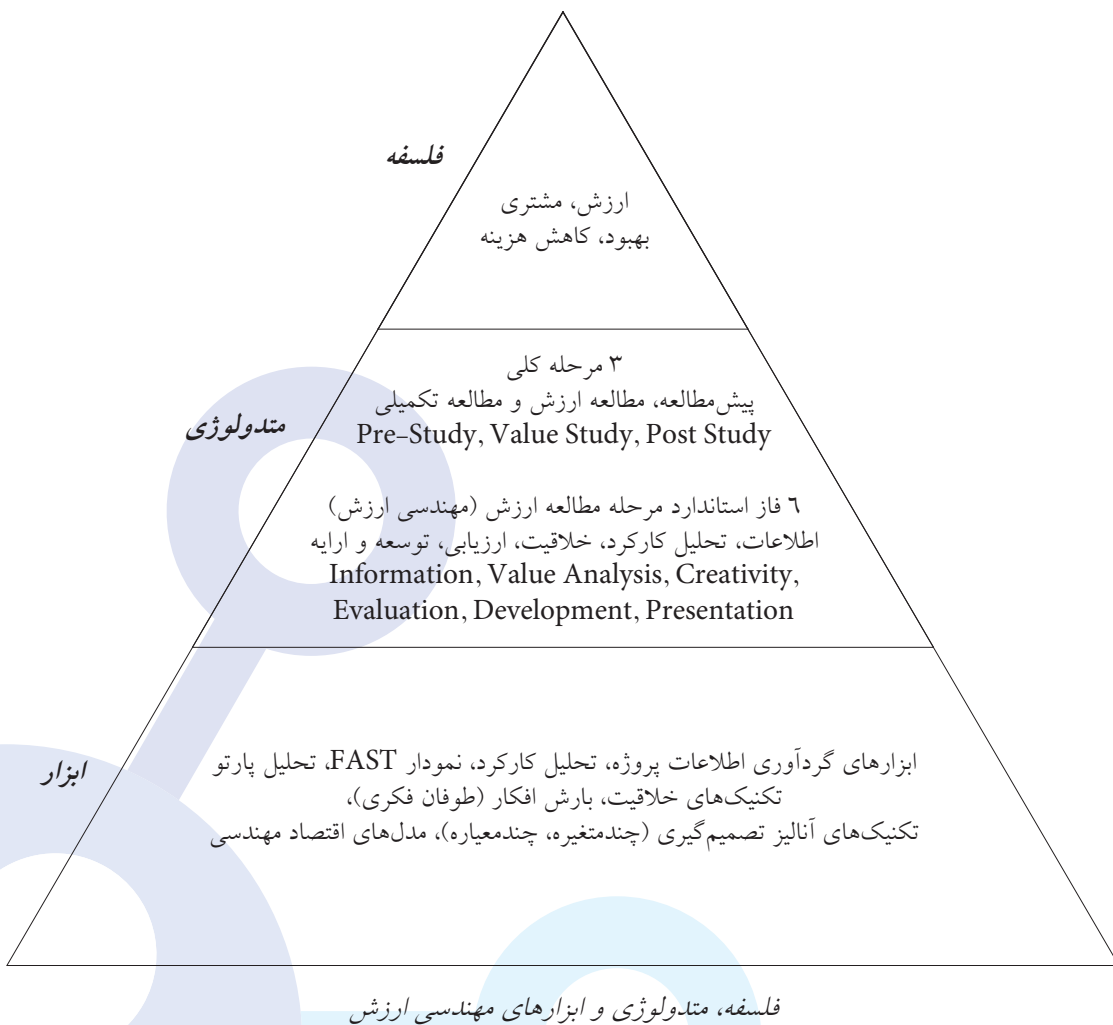 فلسفه
ارزش، مشتری
بهبود، کاهش هزینه
متدولوژی
۳ مرحله کلی
پیش‌مطالعه، مطالعه ارزش و مطالعه تکمیلی
Pre-Study, Value Study, Post Study
٦ فاز استاندارد مرحله مطالعه ارزش (مهندسی ارزش)
اطلاعات، تحلیل کارکرد، خلاقیت، ارزیابی، توسعه و ارایه
Information, Value Analysis, Creativity,
Evaluation, Development, Presentation
ابزار
ابزارهای گردآوری اطلاعات پروژه، تحلیل کارکرد، نمودار FAST، تحلیل پارتو
تکنیک‌های خلاقیت، بارش افکار (طوفان فکری)،
تکنیک‌های آنالیز تصمیم‌گیری (چندمتغیره، چندمعیاره)، مدل‌های اقتصاد مهندسی
فلسفه، متدولوژی و ابزارهای مهندسی ارزش